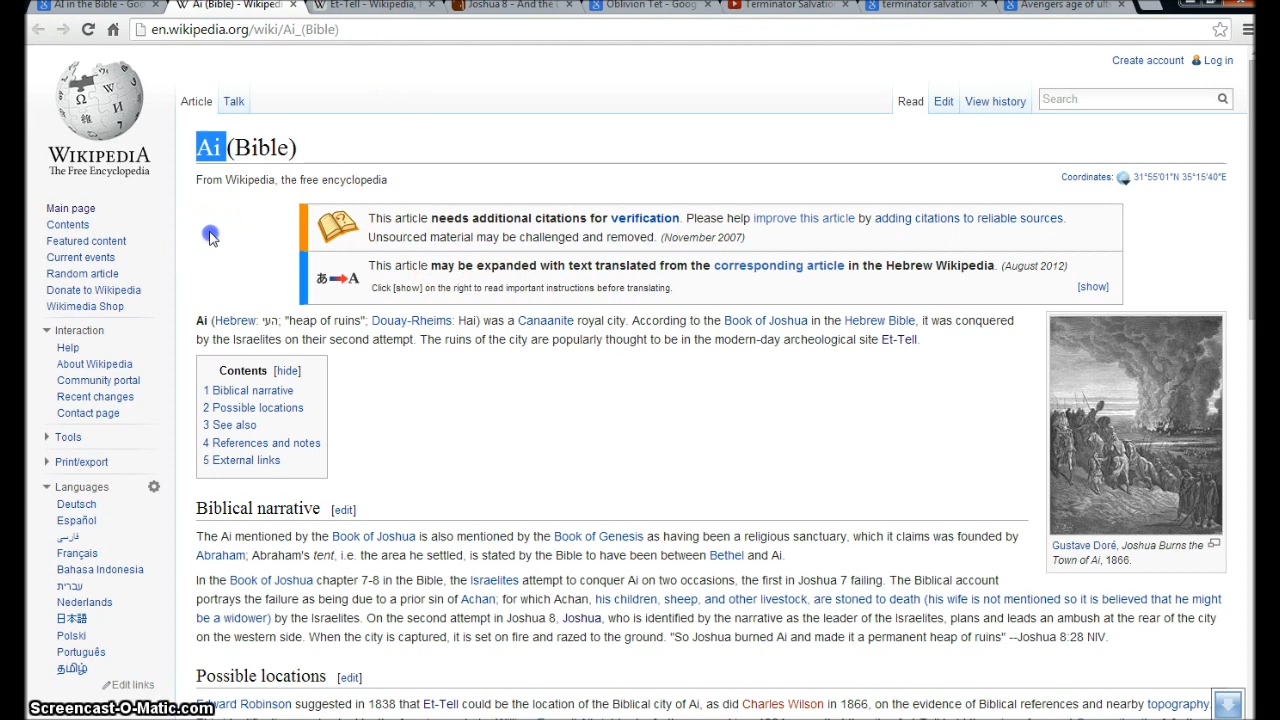 AI in the Bible - Goo
Ai (Bible) - Wikipedi
Et-Tell - Wikipedia,
Joshua 8 - And the
Oblivion Tet - Goog
Terminator Salvatio
terminator salvatio
Avengers age of ult
en.wikipedia.org/wiki/Ai_(Bible)
Create account Log in
Article Talk Read Edit View history Search
WIKIPEDIA
The Free Encyclopedia
Ai (Bible)
From Wikipedia, the free encyclopedia
Coordinates: 31°55′01″N 35°15′40″E
Main page
Contents
Featured content
Current events
Random article
Donate to Wikipedia
Wikimedia Shop
Interaction
Help
About Wikipedia
Community portal
Recent changes
Contact page
Tools
Print/export
Languages
Deutsch
Español
فارسی
Français
Bahasa Indonesia
עברית
Nederlands
日本語
Polski
Português
தமிழ்
Edit links
This article needs additional citations for verification. Please help improve this article by adding citations to reliable sources.
Unsourced material may be challenged and removed. (November 2007)
あ A
This article may be expanded with text translated from the corresponding article in the Hebrew Wikipedia. (August 2012)
Click [show] on the right to read important instructions before translating. [show]
Ai (Hebrew: העי; "heap of ruins"; Douay-Rheims: Hai) was a Canaanite royal city. According to the Book of Joshua in the Hebrew Bible, it was conquered
by the Israelites on their second attempt. The ruins of the city are popularly thought to be in the modern-day archeological site Et-Tell.
Contents [hide]
1 Biblical narrative
2 Possible locations
3 See also
4 References and notes
5 External links
Gustave Doré, Joshua Burns the
Town of Ai, 1866.
Biblical narrative [edit]
The Ai mentioned by the Book of Joshua is also mentioned by the Book of Genesis as having been a religious sanctuary, which it claims was founded by
Abraham; Abraham's tent, i.e. the area he settled, is stated by the Bible to have been between Bethel and Ai.
In the Book of Joshua chapter 7-8 in the Bible, the Israelites attempt to conquer Ai on two occasions, the first in Joshua 7 failing. The Biblical account
portrays the failure as being due to a prior sin of Achan; for which Achan, his children, sheep, and other livestock, are stoned to death (his wife is not mentioned so it is believed that he might
be a widower) by the Israelites. On the second attempt in Joshua 8, Joshua, who is identified by the narrative as the leader of the Israelites, plans and leads an ambush at the rear of the city
on the western side. When the city is captured, it is set on fire and razed to the ground. "So Joshua burned Ai and made it a permanent heap of ruins" --Joshua 8:28 NIV.
Possible locations [edit]
Edward Robinson suggested in 1838 that Et-Tell could be the location of the Biblical city of Ai, as did Charles Wilson in 1866, on the evidence of Biblical references and nearby topography
Screencast-O-Matic.com